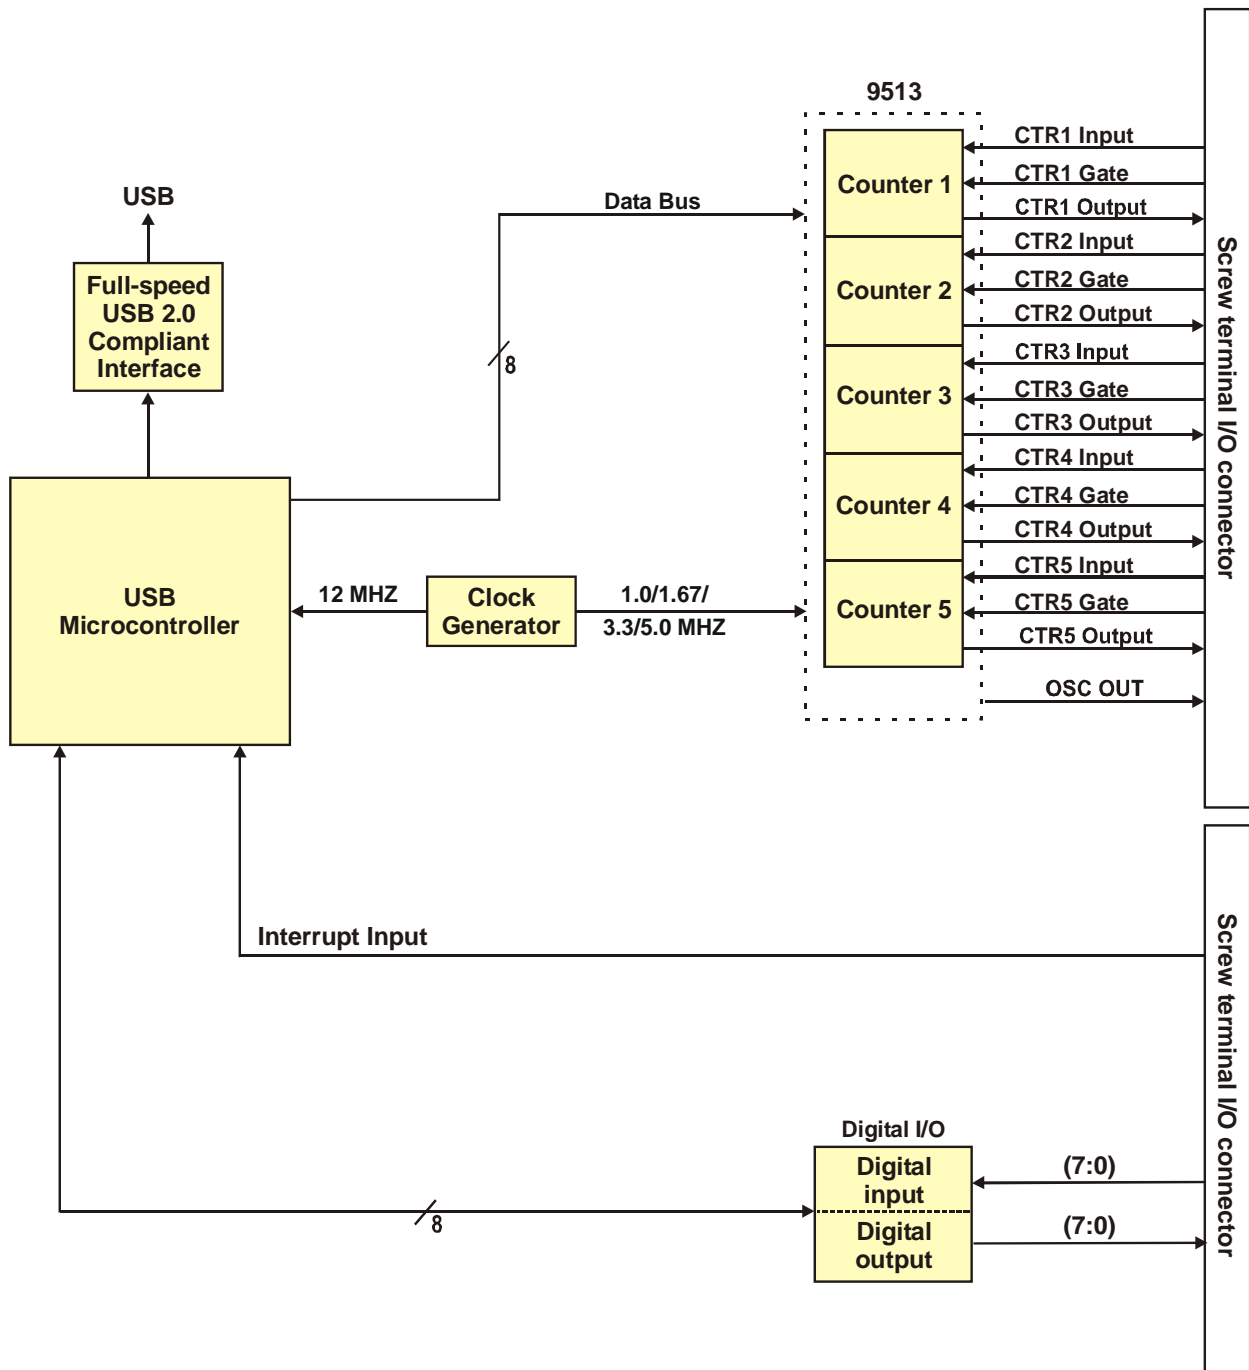 9513
CTR1 Input
CTR1 Gate
CTR1 Output
Counter 1
CTR2 Input
CTR2 Gate
CTR2 Output
Counter 2
CTR3 Input
CTR3 Gate
CTR3 Output
Counter 3
CTR4 Input
CTR4 Gate
CTR4 Output
Counter 4
CTR5 Input
CTR5 Gate
CTR5 Output
Counter 5
OSC OUT
Screw terminal I/O connector
USB
Data Bus
Full-speed
USB 2.0
Compliant
Interface
8
USB
Microcontroller
12 MHZ
Clock
Generator
1.0/1.67/
3.3/5.0 MHZ
Interrupt Input
Screw terminal I/O connector
Digital I/O
Digital
input
(7:0)
8
Digital
output
(7:0)